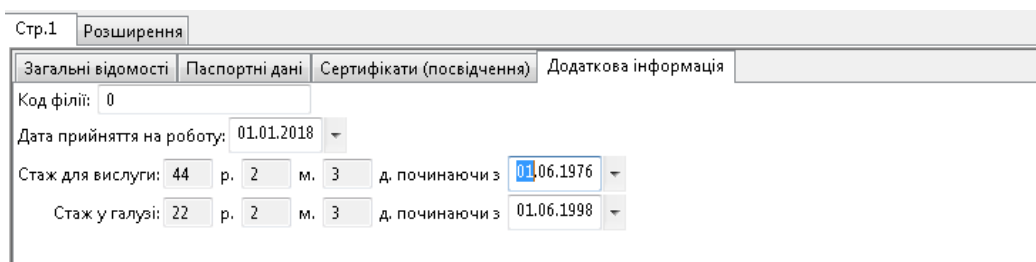 Стр.1 Розширення
Загальні відомості Паспортні дані Сертифікати (посвідчення) Додаткова інформація
Код філії: 0
Дата прийняття на роботу: 01.01.2018
Стаж для вислуги: 44 р. 2 м. 3 д. починаючи з 01.06.1976
Стаж у галузі: 22 р. 2 м. 3 д. починаючи з 01.06.1998